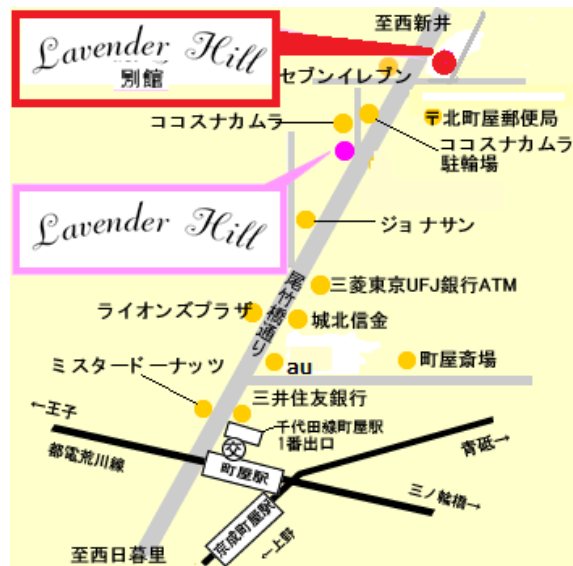 至西新井
Lavender Hill
別館
セブンイレブン
ココスナカムラ
〒北町屋郵便局
ココスナカムラ
駐輪場
Lavender Hill
ジョナサン
尾竹橋通り
三菱東京UFJ銀行ATM
ライオンズプラザ
城北信金
au
町屋斎場
ミスタードーナッツ
三井住友銀行
←王子
千代田線町屋駅
1番出口
交
都電荒川線
町屋駅
青砥→
三ノ輪橋→
京成町屋駅
←上野
至西日暮里